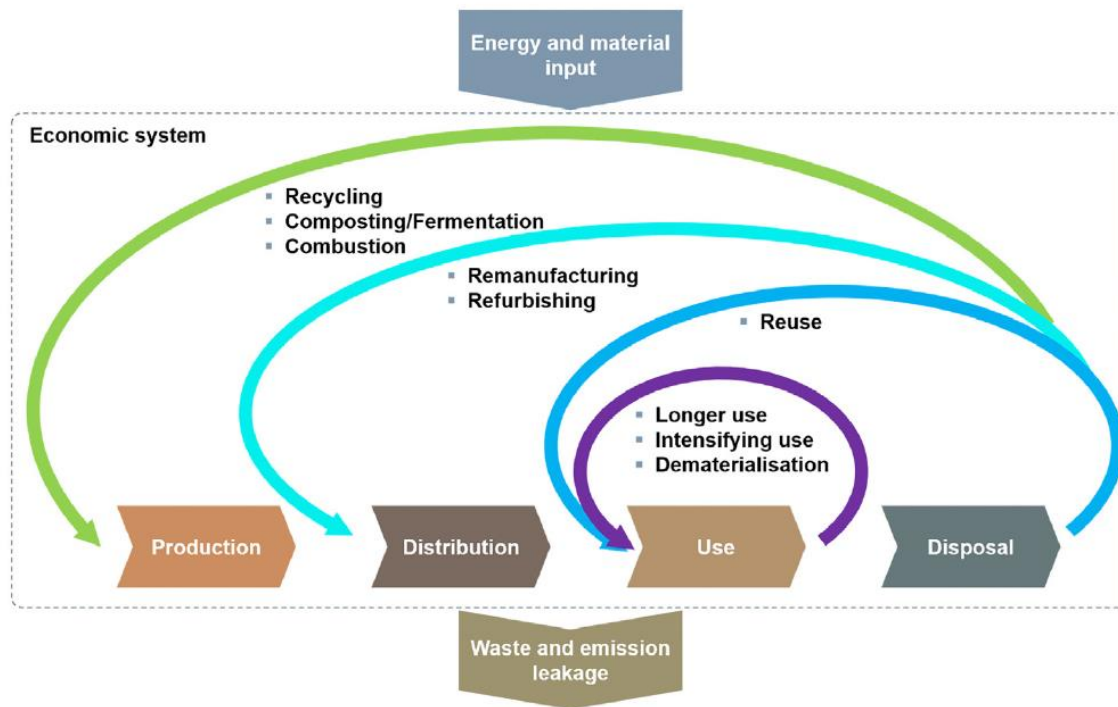 Energy and material
input
Economic system
Recycling
Composting/Fermentation
Combustion
Remanufacturing
Refurbishing
Reuse
Longer use
Intensifying use
Dematerialisation
Production
Distribution
Use
Disposal
Waste and emission
leakage